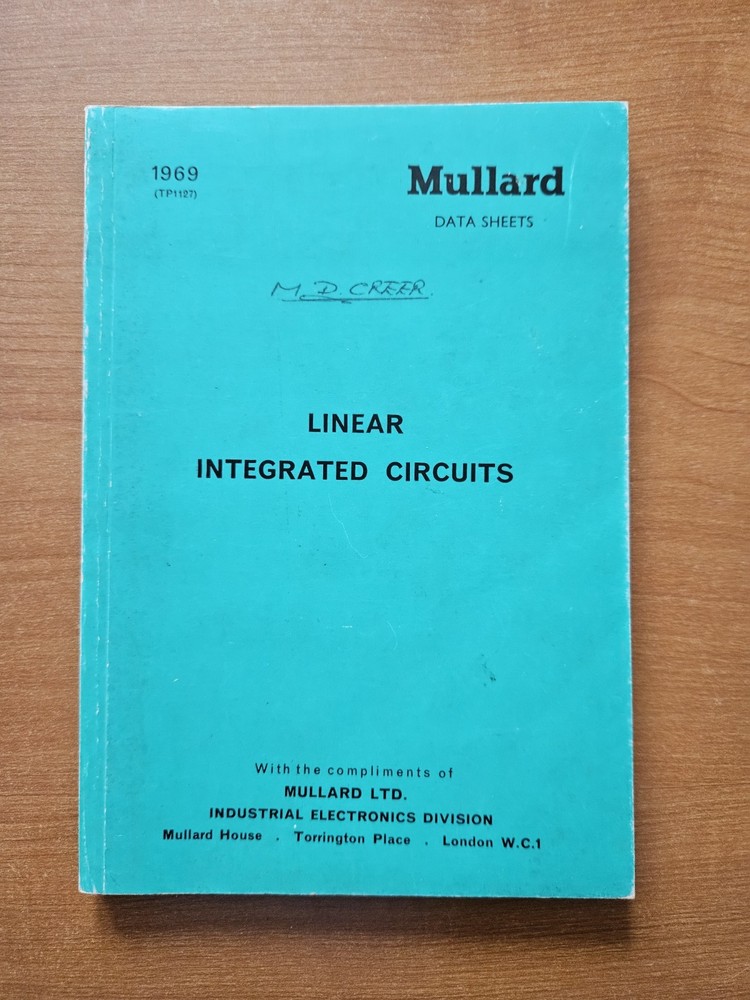 1969
(TP1127)
Mullard
DATA SHEETS
M. D. CREER.
LINEAR
INTEGRATED CIRCUITS
With the compliments of
MULLARD LTD.
INDUSTRIAL ELECTRONICS DIVISION
Mullard House . Torrington Place . London W.C.1